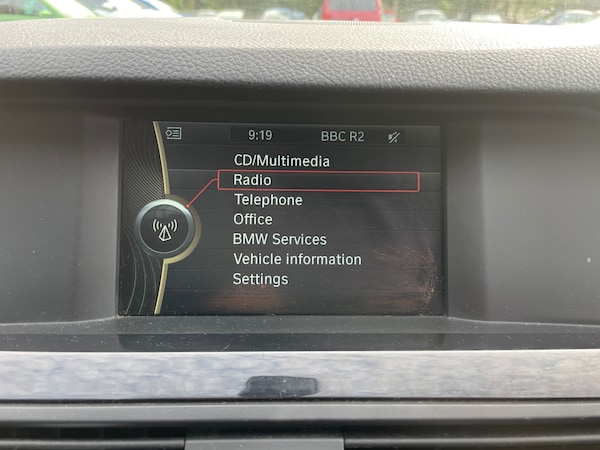 9:19 BBC R2
CD/Multimedia
Radio
Telephone
Office
BMW Services
Vehicle information
Settings